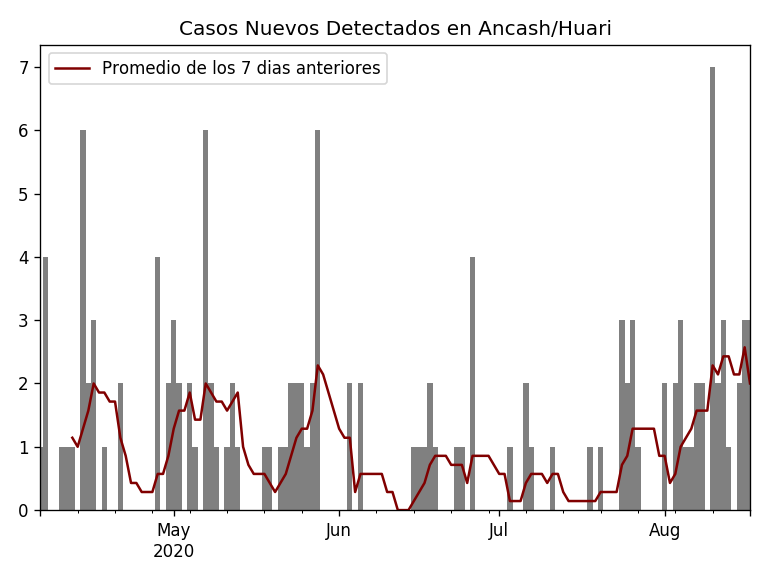 Casos Nuevos Detectados en Ancash/Huari
Promedio de los 7 dias anteriores
7
6
5
4
3
2
1
0
May
2020
Jun
Jul
Aug